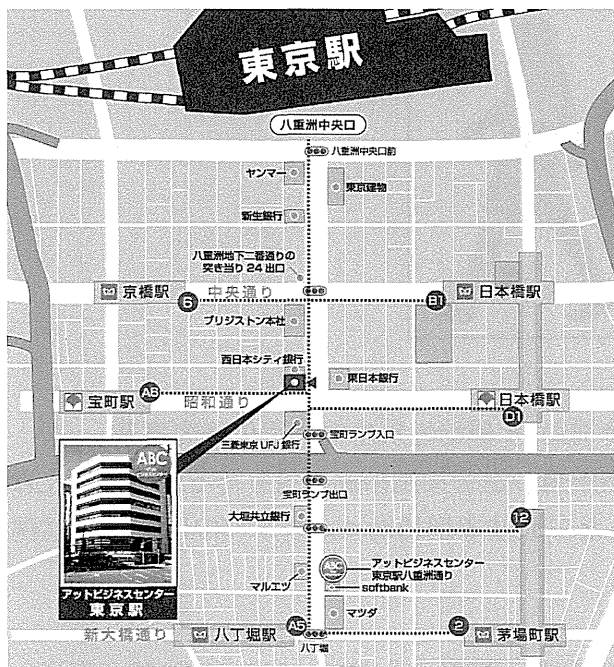 東京駅
八重洲中央口
八重洲中央口前
ヤンマー
東京建物
新生銀行
八重洲地下二番通りの
突き当り 24 出口
京橋駅
6
中央通り
B1
日本橋駅
ブリジストン本社
西日本シティ銀行
東日本銀行
宝町駅
A6
昭和通り
日本橋駅
D1
三菱東京 UFJ 銀行
宝町ランプ入口
ABC
宝町ランプ出口
大垣共立銀行
12
ABC
アットビジネスセンター
東京駅八重洲通り
softbank
マルエツ
マツダ
アットビジネスセンター
東京駅
新大橋通り
八丁堀駅
A5
八丁堀
2
茅場町駅